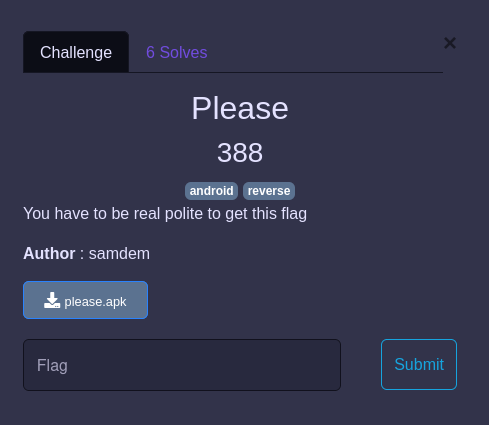 Challenge
6 Solves
×
Please
388
android reverse
You have to be real polite to get this flag
Author : samdem
please.apk
Flag
Submit